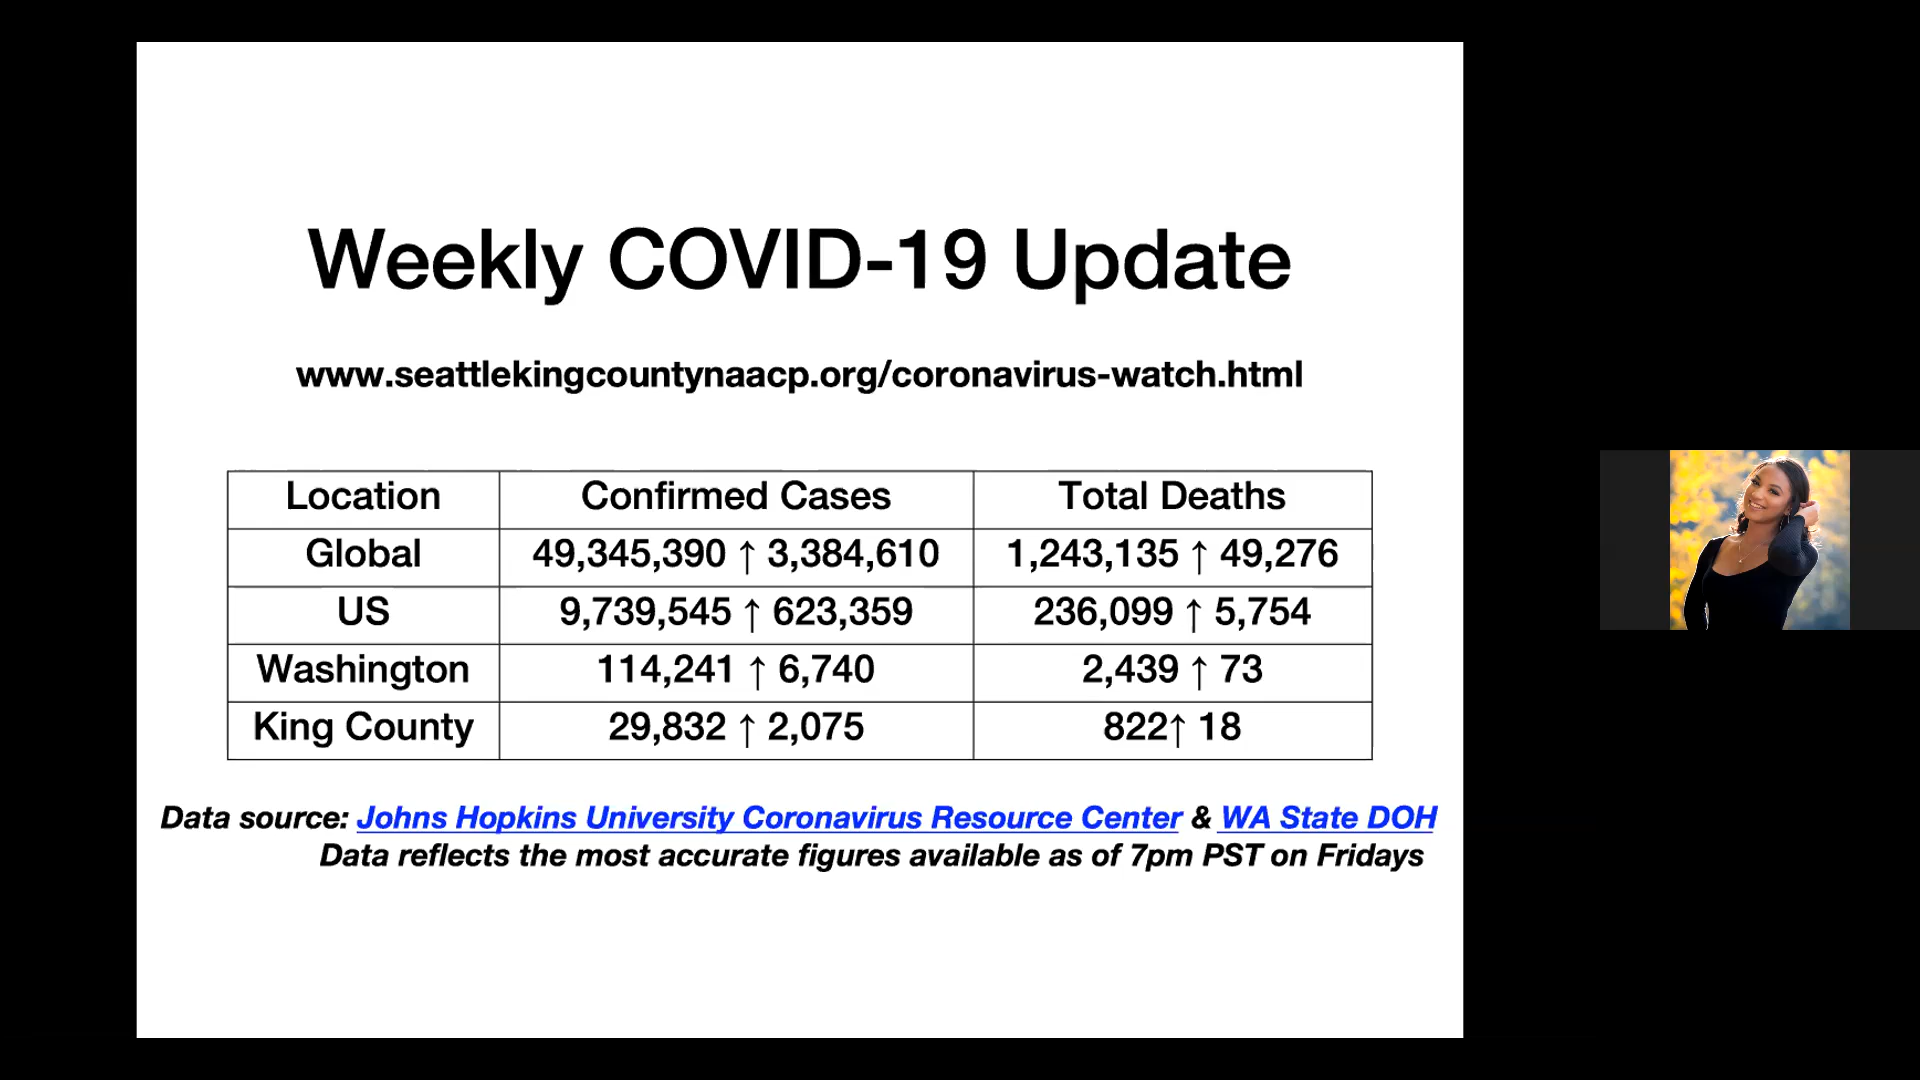 Weekly COVID-19 Update
www.seattlekingcountynaacp.org/coronavirus-watch.html
Location Confirmed Cases Total Deaths
Global 49,345,390 ↑ 3,384,610 1,243,135 ↑ 49,276
US 9,739,545 ↑ 623,359 236,099 ↑ 5,754
Washington 114,241 ↑ 6,740 2,439 ↑ 73
King County 29,832 ↑ 2,075 822↑ 18
Data source: Johns Hopkins University Coronavirus Resource Center & WA State DOH
Data reflects the most accurate figures available as of 7pm PST on Fridays